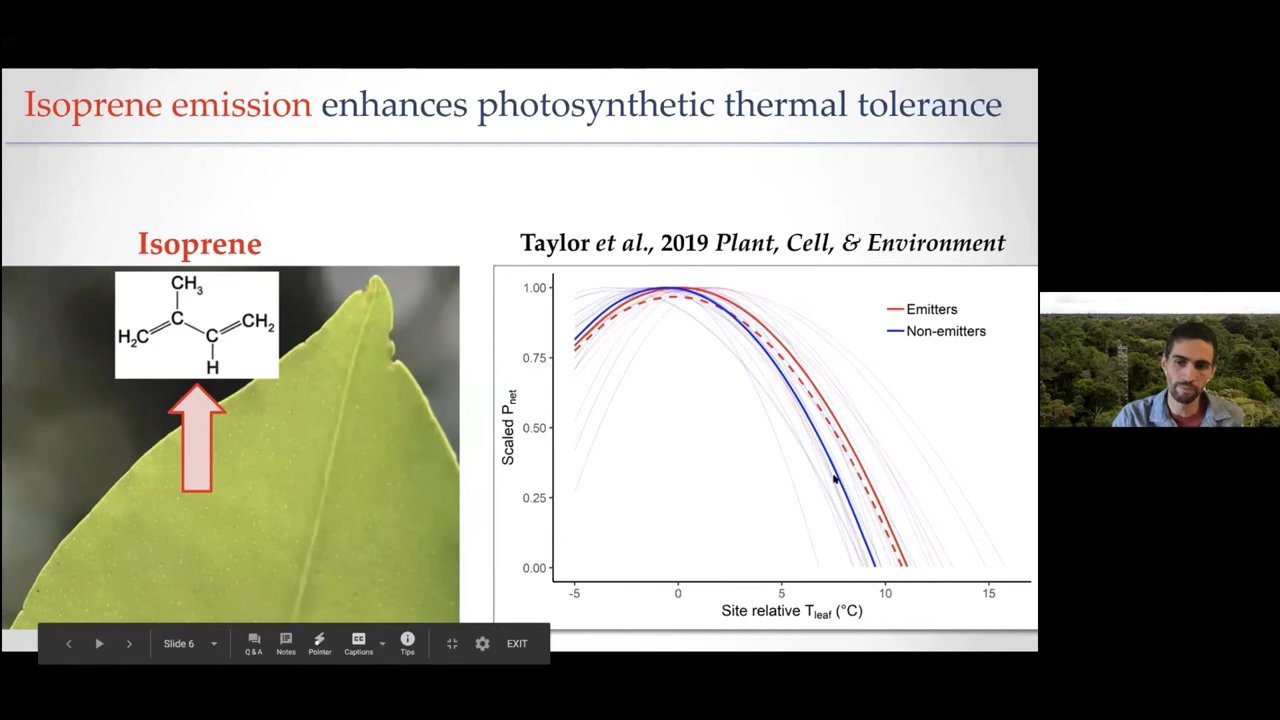 Isoprene emission enhances photosynthetic thermal tolerance
Isoprene
CH3
H2C
CH2
C
C
H
Taylor et al., 2019 Plant, Cell, & Environment
1.00
0.75
0.50
0.25
0.00
Scaled Pnet
Emitters
Non-emitters
-5 0 5 10 15
Site relative Tleaf (°C)
Slide 6
Q & A Notes Pointer Captions Tips EXIT
CC